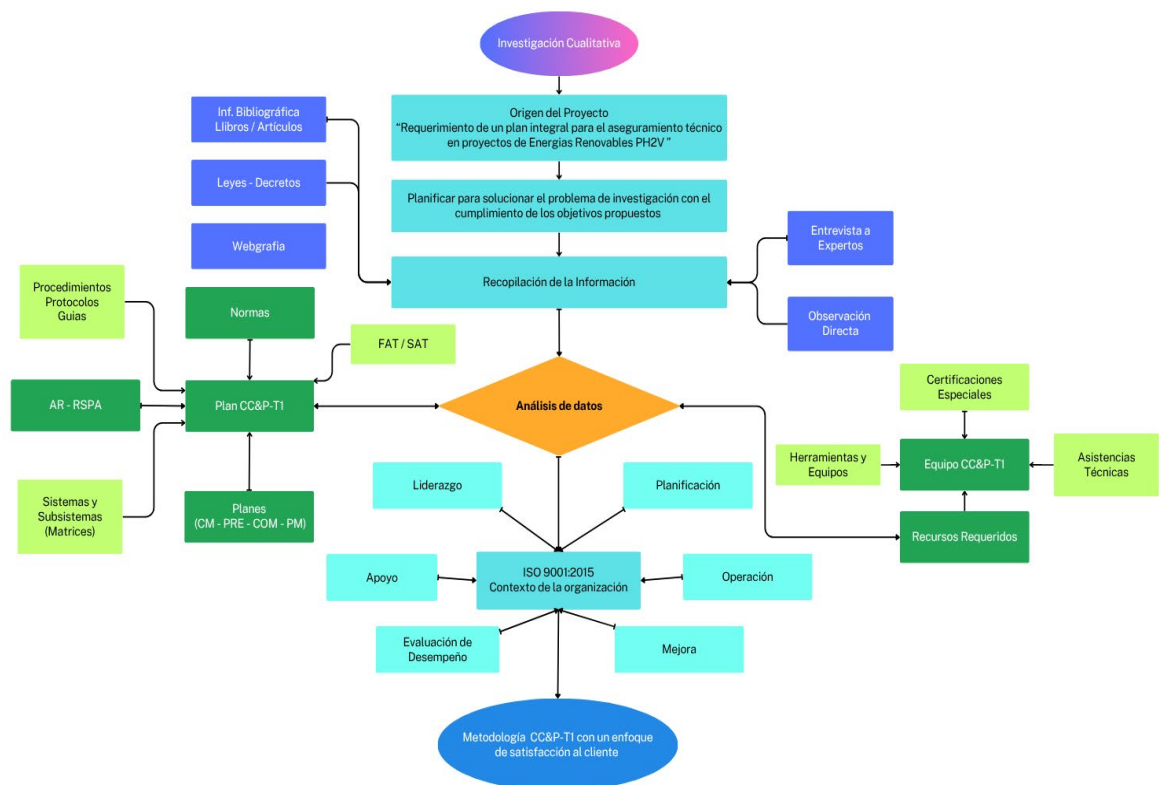 Investigación Cualitativa
Origen del Proyecto
“Requerimiento de un plan integral para el aseguramiento técnico
en proyectos de Energias Renovables PH2V ”
Planificar para solucionar el problema de investigación con el
cumplimiento de los objetivos propuestos
Recopilación de la Información
Inf. Bibliográfica
Llibros / Artículos
Leyes - Decretos
Webgrafia
Entrevista a
Expertos
Observación
Directa
Procedimientos
Protocolos
Guias
Normas
FAT / SAT
AR - RSPA
Plan CC&P-T1
Sistemas y
Subsistemas
(Matrices)
Planes
(CM - PRE - COM - PM)
Análisis de datos
Certificaciones
Especiales
Herramientas y
Equipos
Equipo CC&P-T1
Asistencias
Técnicas
Recursos Requeridos
Liderazgo
Planificación
Apoyo
ISO 9001:2015
Contexto de la organización
Operación
Evaluación de
Desempeño
Mejora
Metodología CC&P-T1 con un enfoque
de satisfacción al cliente